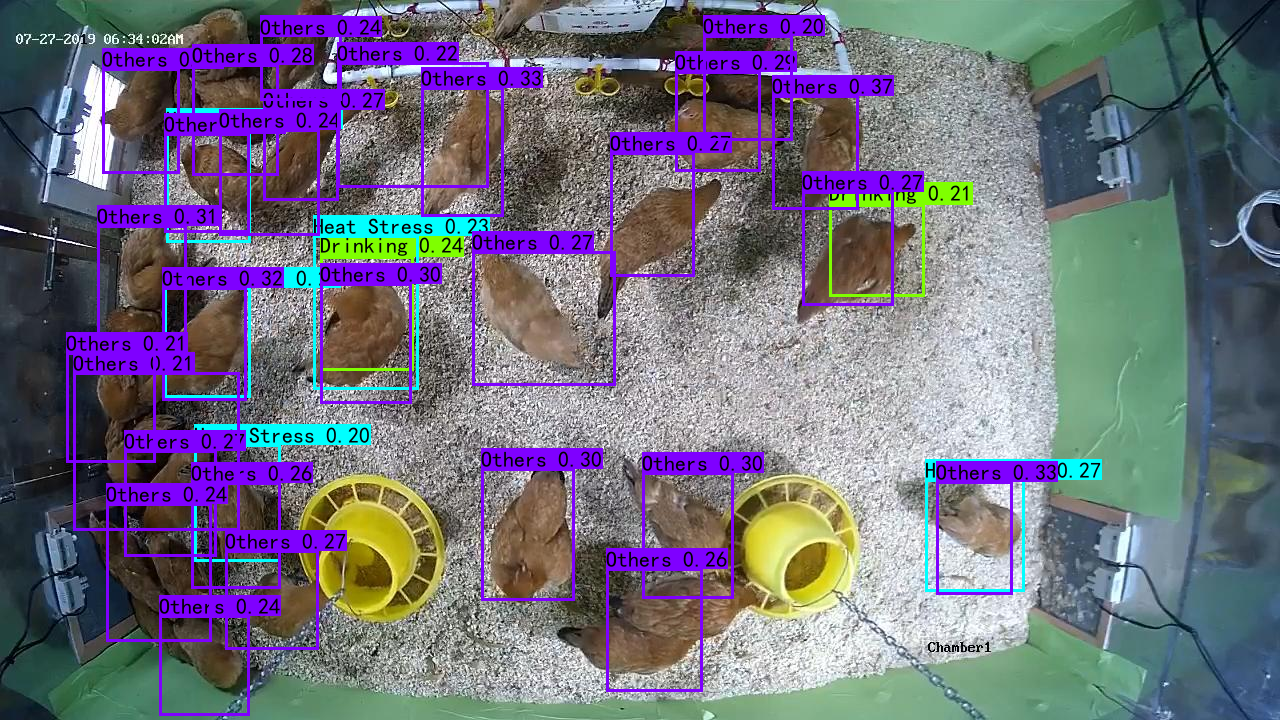 Others 0.24
Others 0.20
07-27-2019 06:34:02AM
Others 0
Others 0.28
Others 0.22
Others 0.29
Others 0.33
Others 0.37
Others 0.27
Others 0.24
Others 0.27
Others 0.27
Drinking 0.21
Others 0.31
Heat Stress 0.23
Drinking 0.24
Others 0.27
Others 0.32
Others 0.30
Others 0.21
Others 0.21
Stress 0.20
Others 0.27
Others 0.30
Others 0.30
Others 0.26
Others 0.33
0.27
Others 0.24
Others 0.27
Others 0.26
Others 0.24
Chamber1